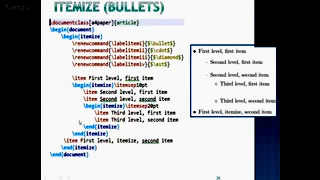 ITEMIZE (BULLETS)
\documentclass[a4paper]{article}
\begin{document}
\begin{itemize}
\renewcommand{\labelitemi}{$\bullet$}
\renewcommand{\labelitemii}{$\cdot$}
\renewcommand{\labelitemiii}{$\diamond$}
\renewcommand{\labelitemiv}{$\ast$}
\item First level, first item
\begin{itemize}\itemsep10pt
\item Second level, first item
\item Second level, second item
\begin{itemize}\itemsep20pt
\item Third level, first item
\item Third level, second item
\end{itemize}
\end{itemize}
\item First level, itemize, second item
\end{itemize}
\end{document}
• First level, first item
- Second level, first item
- Second level, second item
∘ Third level, first item
∘ Third level, second item
• First level, itemize, second item